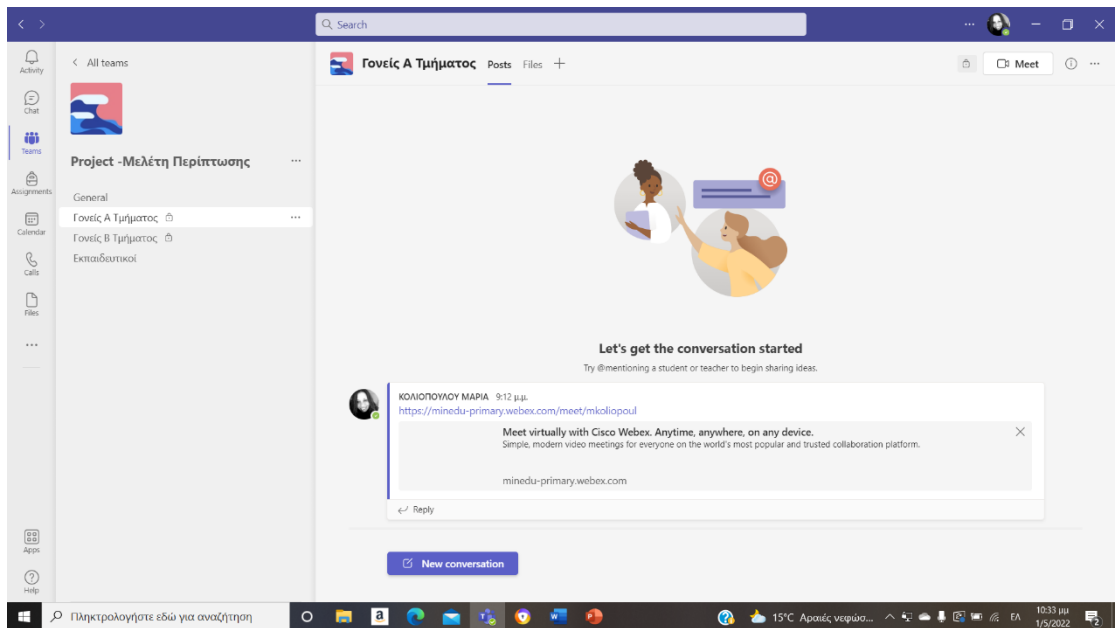 Search
Activity
Chat
Teams
Assignments
Calendar
Calls
Files
Apps
Help
All teams
Project -Μελέτη Περίπτωσης
General
Γονείς Α Τμήματος
Γονείς Β Τμήματος
Εκπαιδευτικοί
Γονείς Α Τμήματος Posts Files
Meet
Let's get the conversation started
Try @mentioning a student or teacher to begin sharing ideas.
ΚΟΛΙΟΠΟΥΛΟΥ ΜΑΡΙΑ 9:12 μ.μ.
https://minedu-primary.webex.com/meet/mkoliopoul
Meet virtually with Cisco Webex. Anytime, anywhere, on any device.
Simple, modern video meetings for everyone on the world's most popular and trusted collaboration platform.
minedu-primary.webex.com
Reply
New conversation
Πληκτρολογήστε εδώ για αναζήτηση
15°C Αραιές νεφώσ... ΕΛ 10:33 μμ
1/5/2022